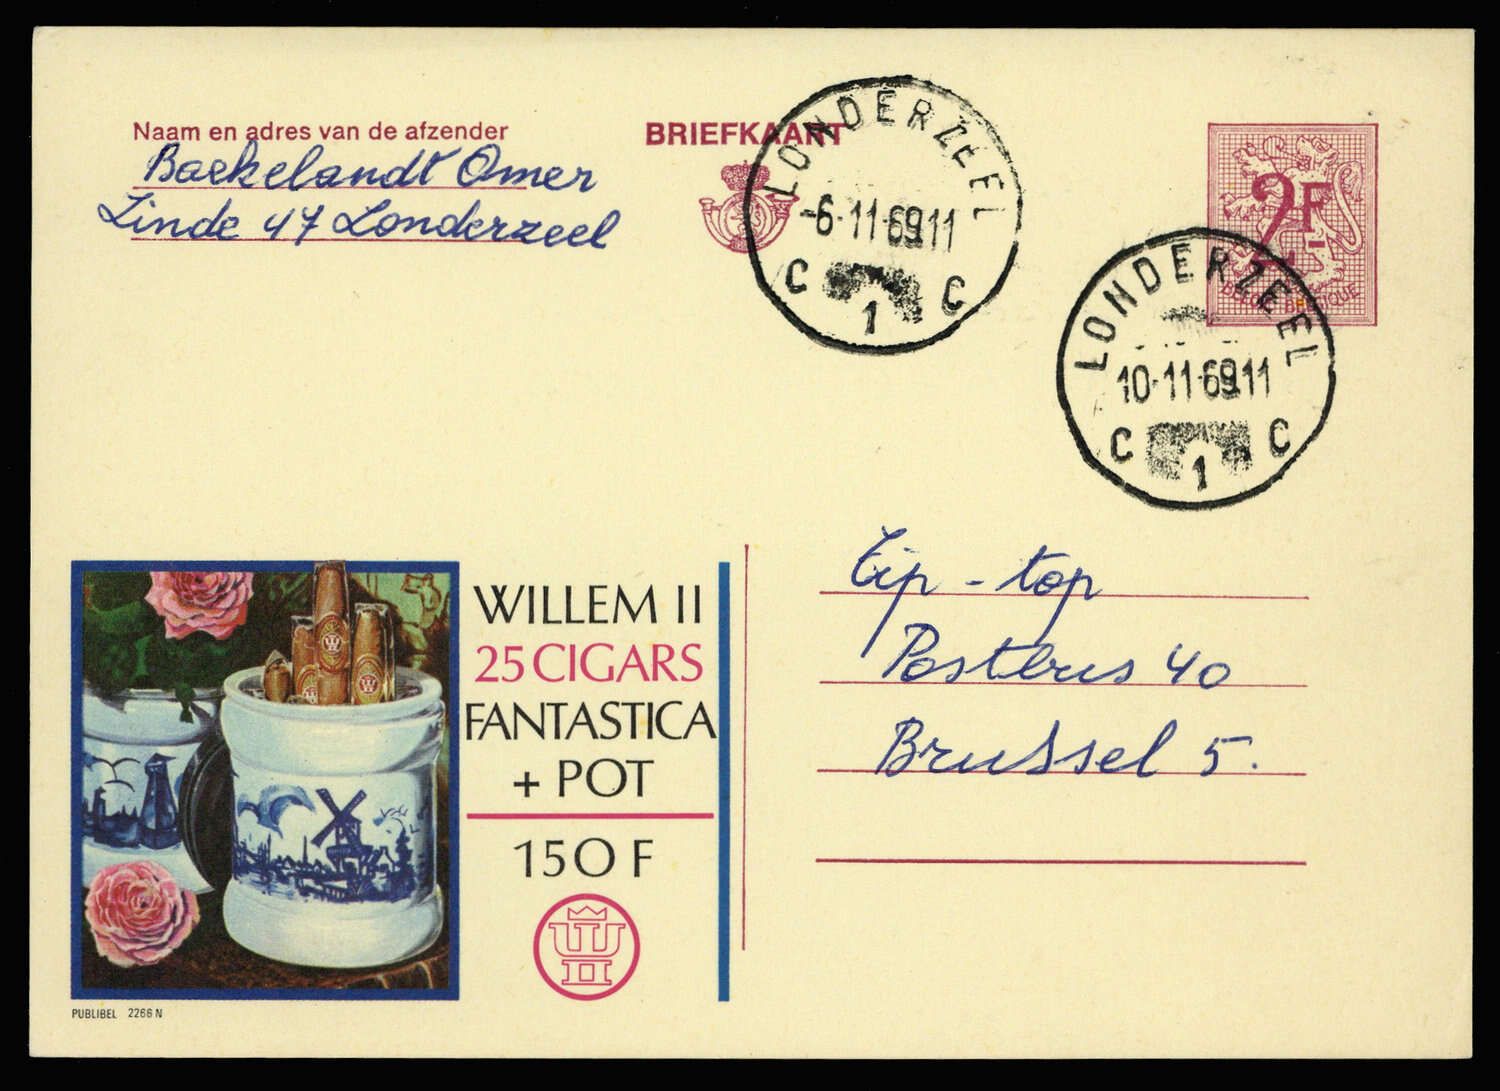 Naam en adres van de afzender
Baekelandt Omer
Linde 47 Londerzeel
BRIEFKAART
LONDERZEEL
-6-11-69.11
C 1 C
2F
BELGIE BELGIQUE
LONDERZEEL
10-11-69.11
C 1 C
Tip-top
Postbus 40
Brussel 5.
WILLEM II
25 CIGARS
FANTASTICA
+ POT
150 F
W II
PUBLIBEL 2266 N